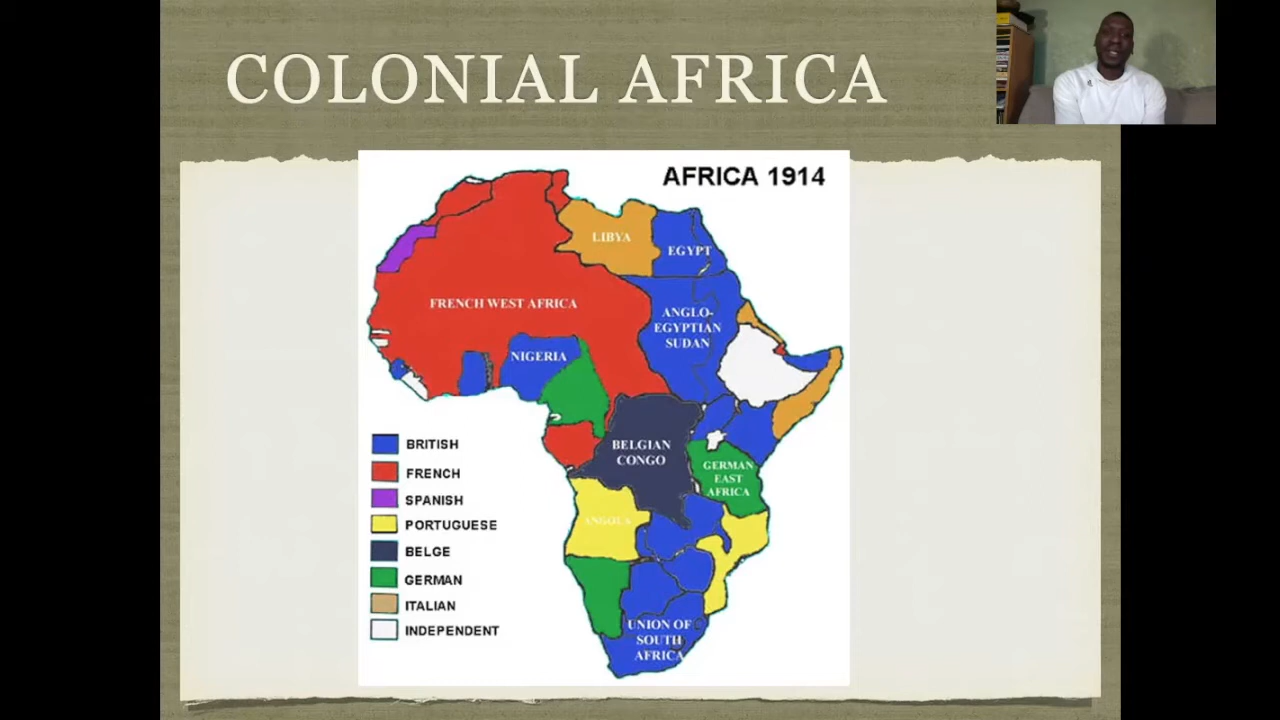 COLONIAL AFRICA
AFRICA 1914
LIBYA
EGYPT
FRENCH WEST AFRICA
ANGLO-
EGYPTIAN
SUDAN
NIGERIA
BELGIAN
CONGO
GERMAN
EAST
AFRICA
ANGOLA
UNION OF
SOUTH
AFRICA
BRITISH
FRENCH
SPANISH
PORTUGUESE
BELGE
GERMAN
ITALIAN
INDEPENDENT